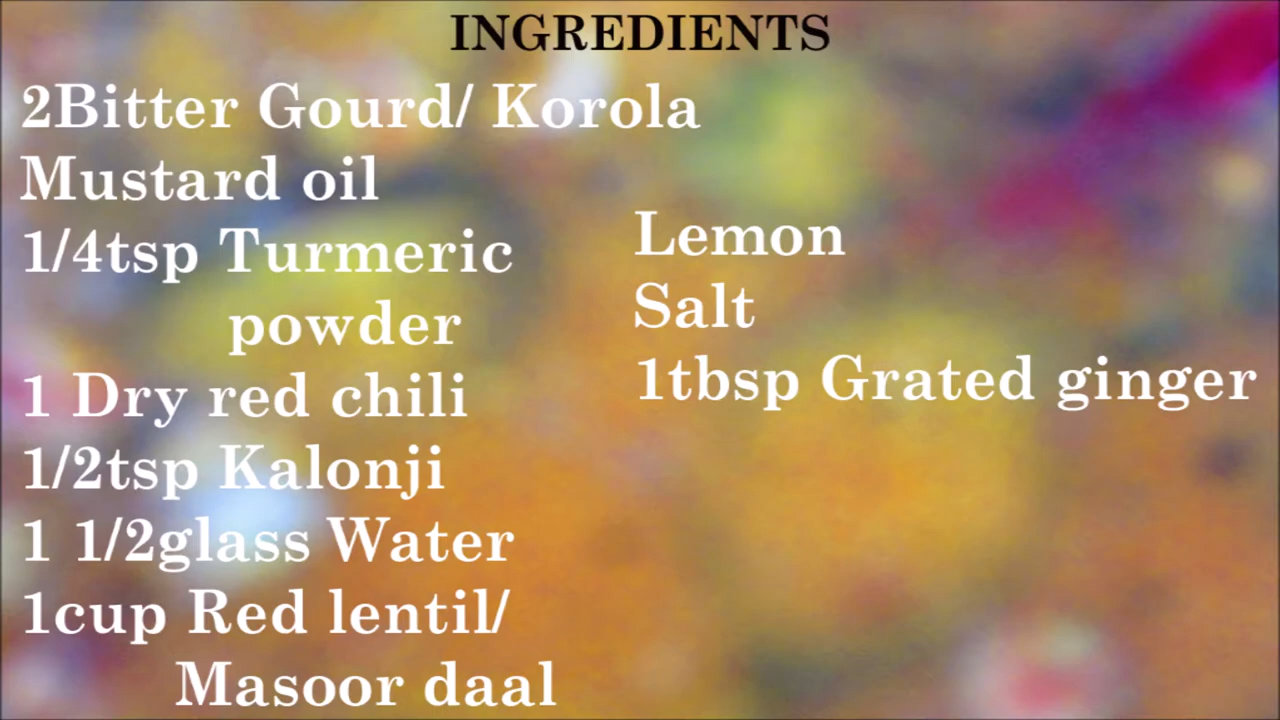 INGREDIENTS
2Bitter Gourd/ Korola
Mustard oil
1/4tsp Turmeric
powder
1 Dry red chili
1/2tsp Kalonji
1 1/2glass Water
1cup Red lentil/
Masoor daal
Lemon
Salt
1tbsp Grated ginger